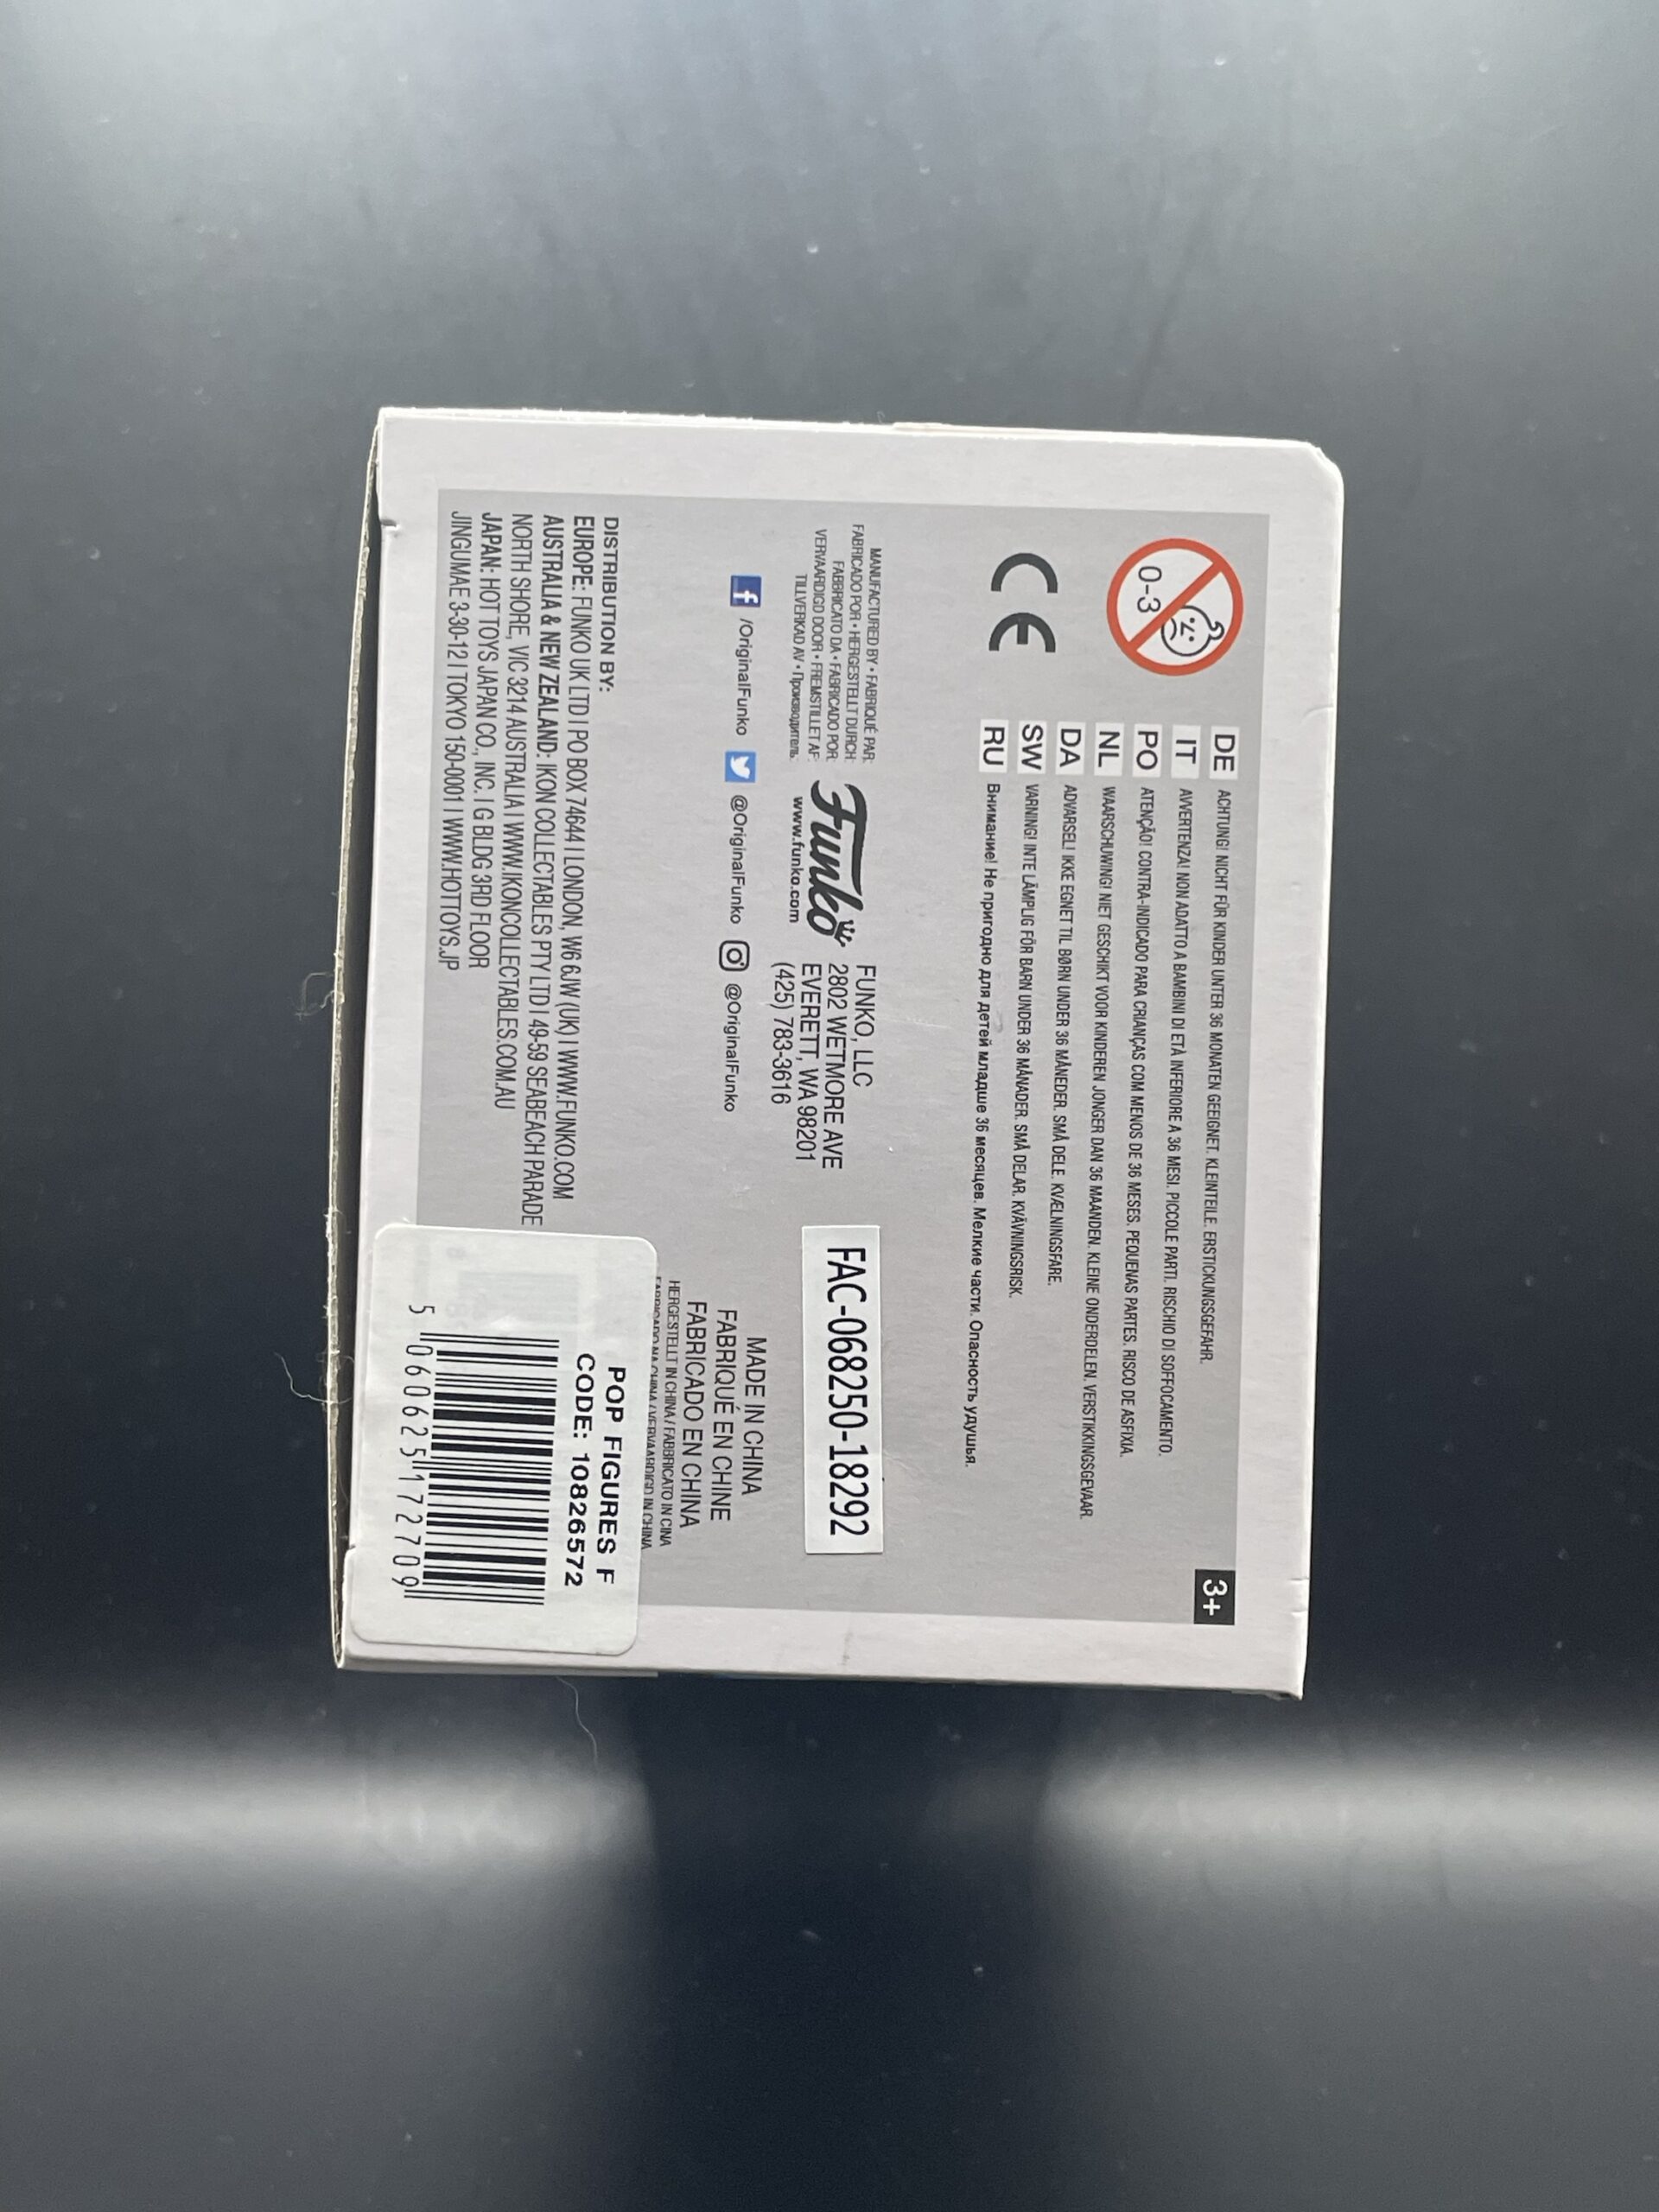 0-3
DE ACHTUNG! NICHT FÜR KINDER UNTER 36 MONATEN GEEIGNET. KLEINTEILE. ERSTICKUNGSGEFAHR.
IT AVVERTENZA! NON ADATTO A BAMBINI DI ETÀ INFERIORE A 36 MESI. PICCOLE PARTI. RISCHIO DI SOFFOCAMENTO.
PO ATENÇÃO! CONTRA-INDICADO PARA CRIANÇAS COM MENOS DE 36 MESES. PEQUENAS PARTES. RISCO DE ASFIXIA.
NL WAARSCHUWING! NIET GESCHIKT VOOR KINDEREN JONGER DAN 36 MAANDEN. KLEINE ONDERDELEN. VERSTIKKINGSGEVAAR.
DA ADVARSEL! IKKE EGNET TIL BØRN UNDER 36 MÅNEDER. SMÅ DELE. KVÆLNINGSFARE.
SW VARNING! INTE LÄMPLIG FÖR BARN UNDER 36 MÅNADER. SMÅ DELAR. KVÄVNINGSRISK.
RU Внимание! Не пригодно для детей младше 36 месяцев. Мелкие части. Опасность удушья.
3+
CE
MANUFACTURED BY • FABRIQUÉ PAR:
FABRICADO POR • HERGESTELLT DURCH:
FABBRICATO DA • FABRICADO POR:
VERVAARDIGD DOOR • FREMSTILLET AF:
TILLVERKAD AV • Производитель:
Funko
www.funko.com
FUNKO, LLC
2802 WETMORE AVE
EVERETT, WA 98201
(425) 783-3616
FAC-068250-18292
/OriginalFunko @OriginalFunko @OriginalFunko
MADE IN CHINA
FABRIQUÉ EN CHINE
FABRICADO EN CHINA
HERGESTELLT IN CHINA / FABBRICATO IN CINA
FABRICADO NA CHINA / VERVAARDIGD IN CHINA
DISTRIBUTION BY:
EUROPE: FUNKO UK LTD | PO BOX 74644 | LONDON, W6 6JW (UK) | WWW.FUNKO.COM
AUSTRALIA & NEW ZEALAND: IKON COLLECTABLES PTY LTD | 49-59 SEABEACH PARADE
NORTH SHORE, VIC 3214 AUSTRALIA | WWW.IKONCOLLECTABLES.COM.AU
JAPAN: HOT TOYS JAPAN CO., INC. | G BLDG 3RD FLOOR
JINGUMAE 3-30-12 | TOKYO 150-0001 | WWW.HOTTOYS.JP
POP FIGURES F
CODE: 10826572
5 060625 172709